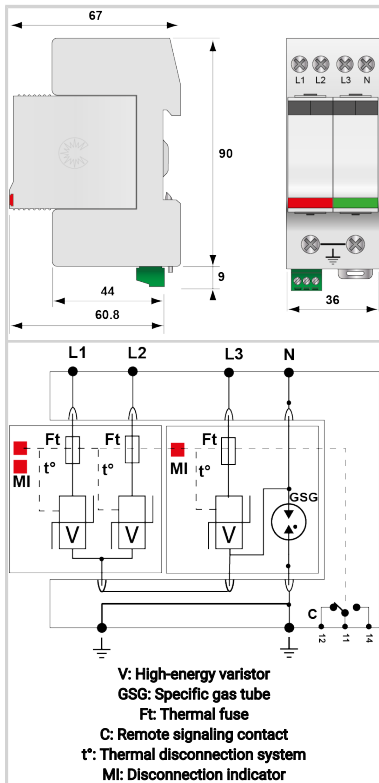 67
L1 L2 L3 N
90
9
44
60.8
36
L1 L2 L3 N
Ft Ft Ft
MI t° t° MI t°
GSG
V V V
C
12 11 14
V: High-energy varistor
GSG: Specific gas tube
Ft: Thermal fuse
C: Remote signaling contact
t°: Thermal disconnection system
MI: Disconnection indicator